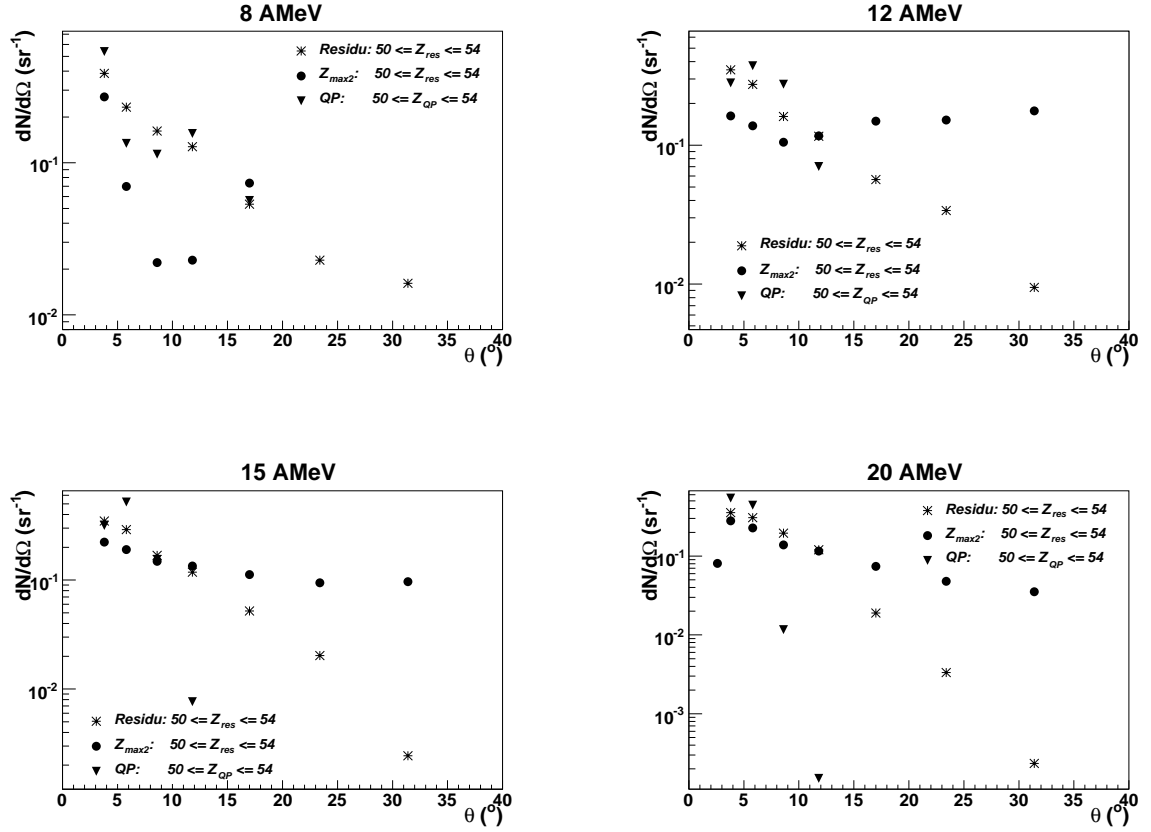 8 AMeV
dN/dΩ (sr⁻¹)
Residu: 50 <= Z_res <= 54
Z_max2: 50 <= Z_res <= 54
QP: 50 <= Z_QP <= 54
10⁻¹
10⁻²
0 5 10 15 20 25 30 35 40
θ (°)
12 AMeV
dN/dΩ (sr⁻¹)
10⁻¹
Residu: 50 <= Z_res <= 54
Z_max2: 50 <= Z_res <= 54
QP: 50 <= Z_QP <= 54
10⁻²
0 5 10 15 20 25 30 35 40
θ (°)
15 AMeV
dN/dΩ (sr⁻¹)
10⁻¹
10⁻²
Residu: 50 <= Z_res <= 54
Z_max2: 50 <= Z_res <= 54
QP: 50 <= Z_QP <= 54
0 5 10 15 20 25 30 35 40
θ (°)
20 AMeV
dN/dΩ (sr⁻¹)
Residu: 50 <= Z_res <= 54
Z_max2: 50 <= Z_res <= 54
QP: 50 <= Z_QP <= 54
10⁻¹
10⁻²
10⁻³
0 5 10 15 20 25 30 35 40
θ (°)